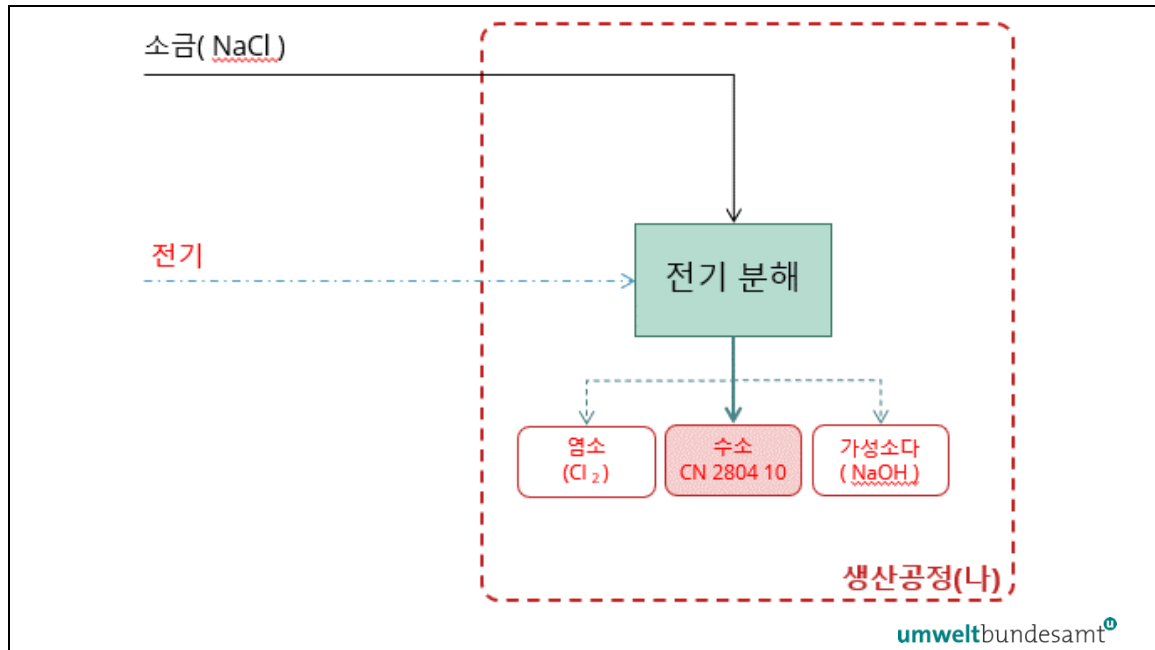 소금( NaCl )
전기
전기 분해
염소
(Cl ₂ )
수소
CN 2804 10
가성소다
( NaOH )
생산공정(나)
umweltbundesamt
u